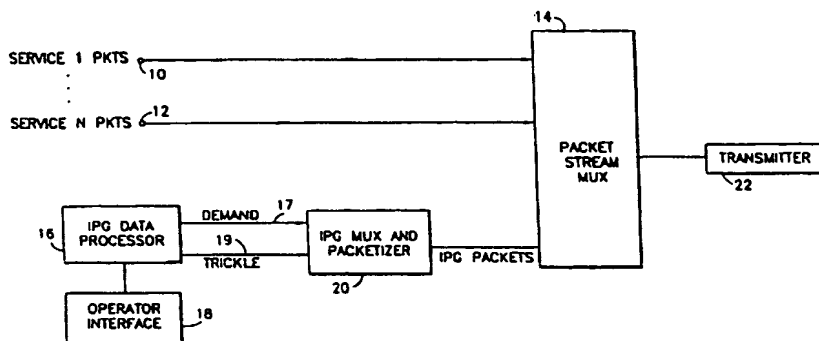 14
SERVICE 1 PKTS
10
SERVICE N PKTS
12
PACKET
STREAM
MUX
TRANSMITTER
22
16
IPG DATA
PROCESSOR
DEMAND
17
19
TRICKLE
IPG MUX AND
PACKETIZER
20
IPG PACKETS
OPERATOR
INTERFACE
18